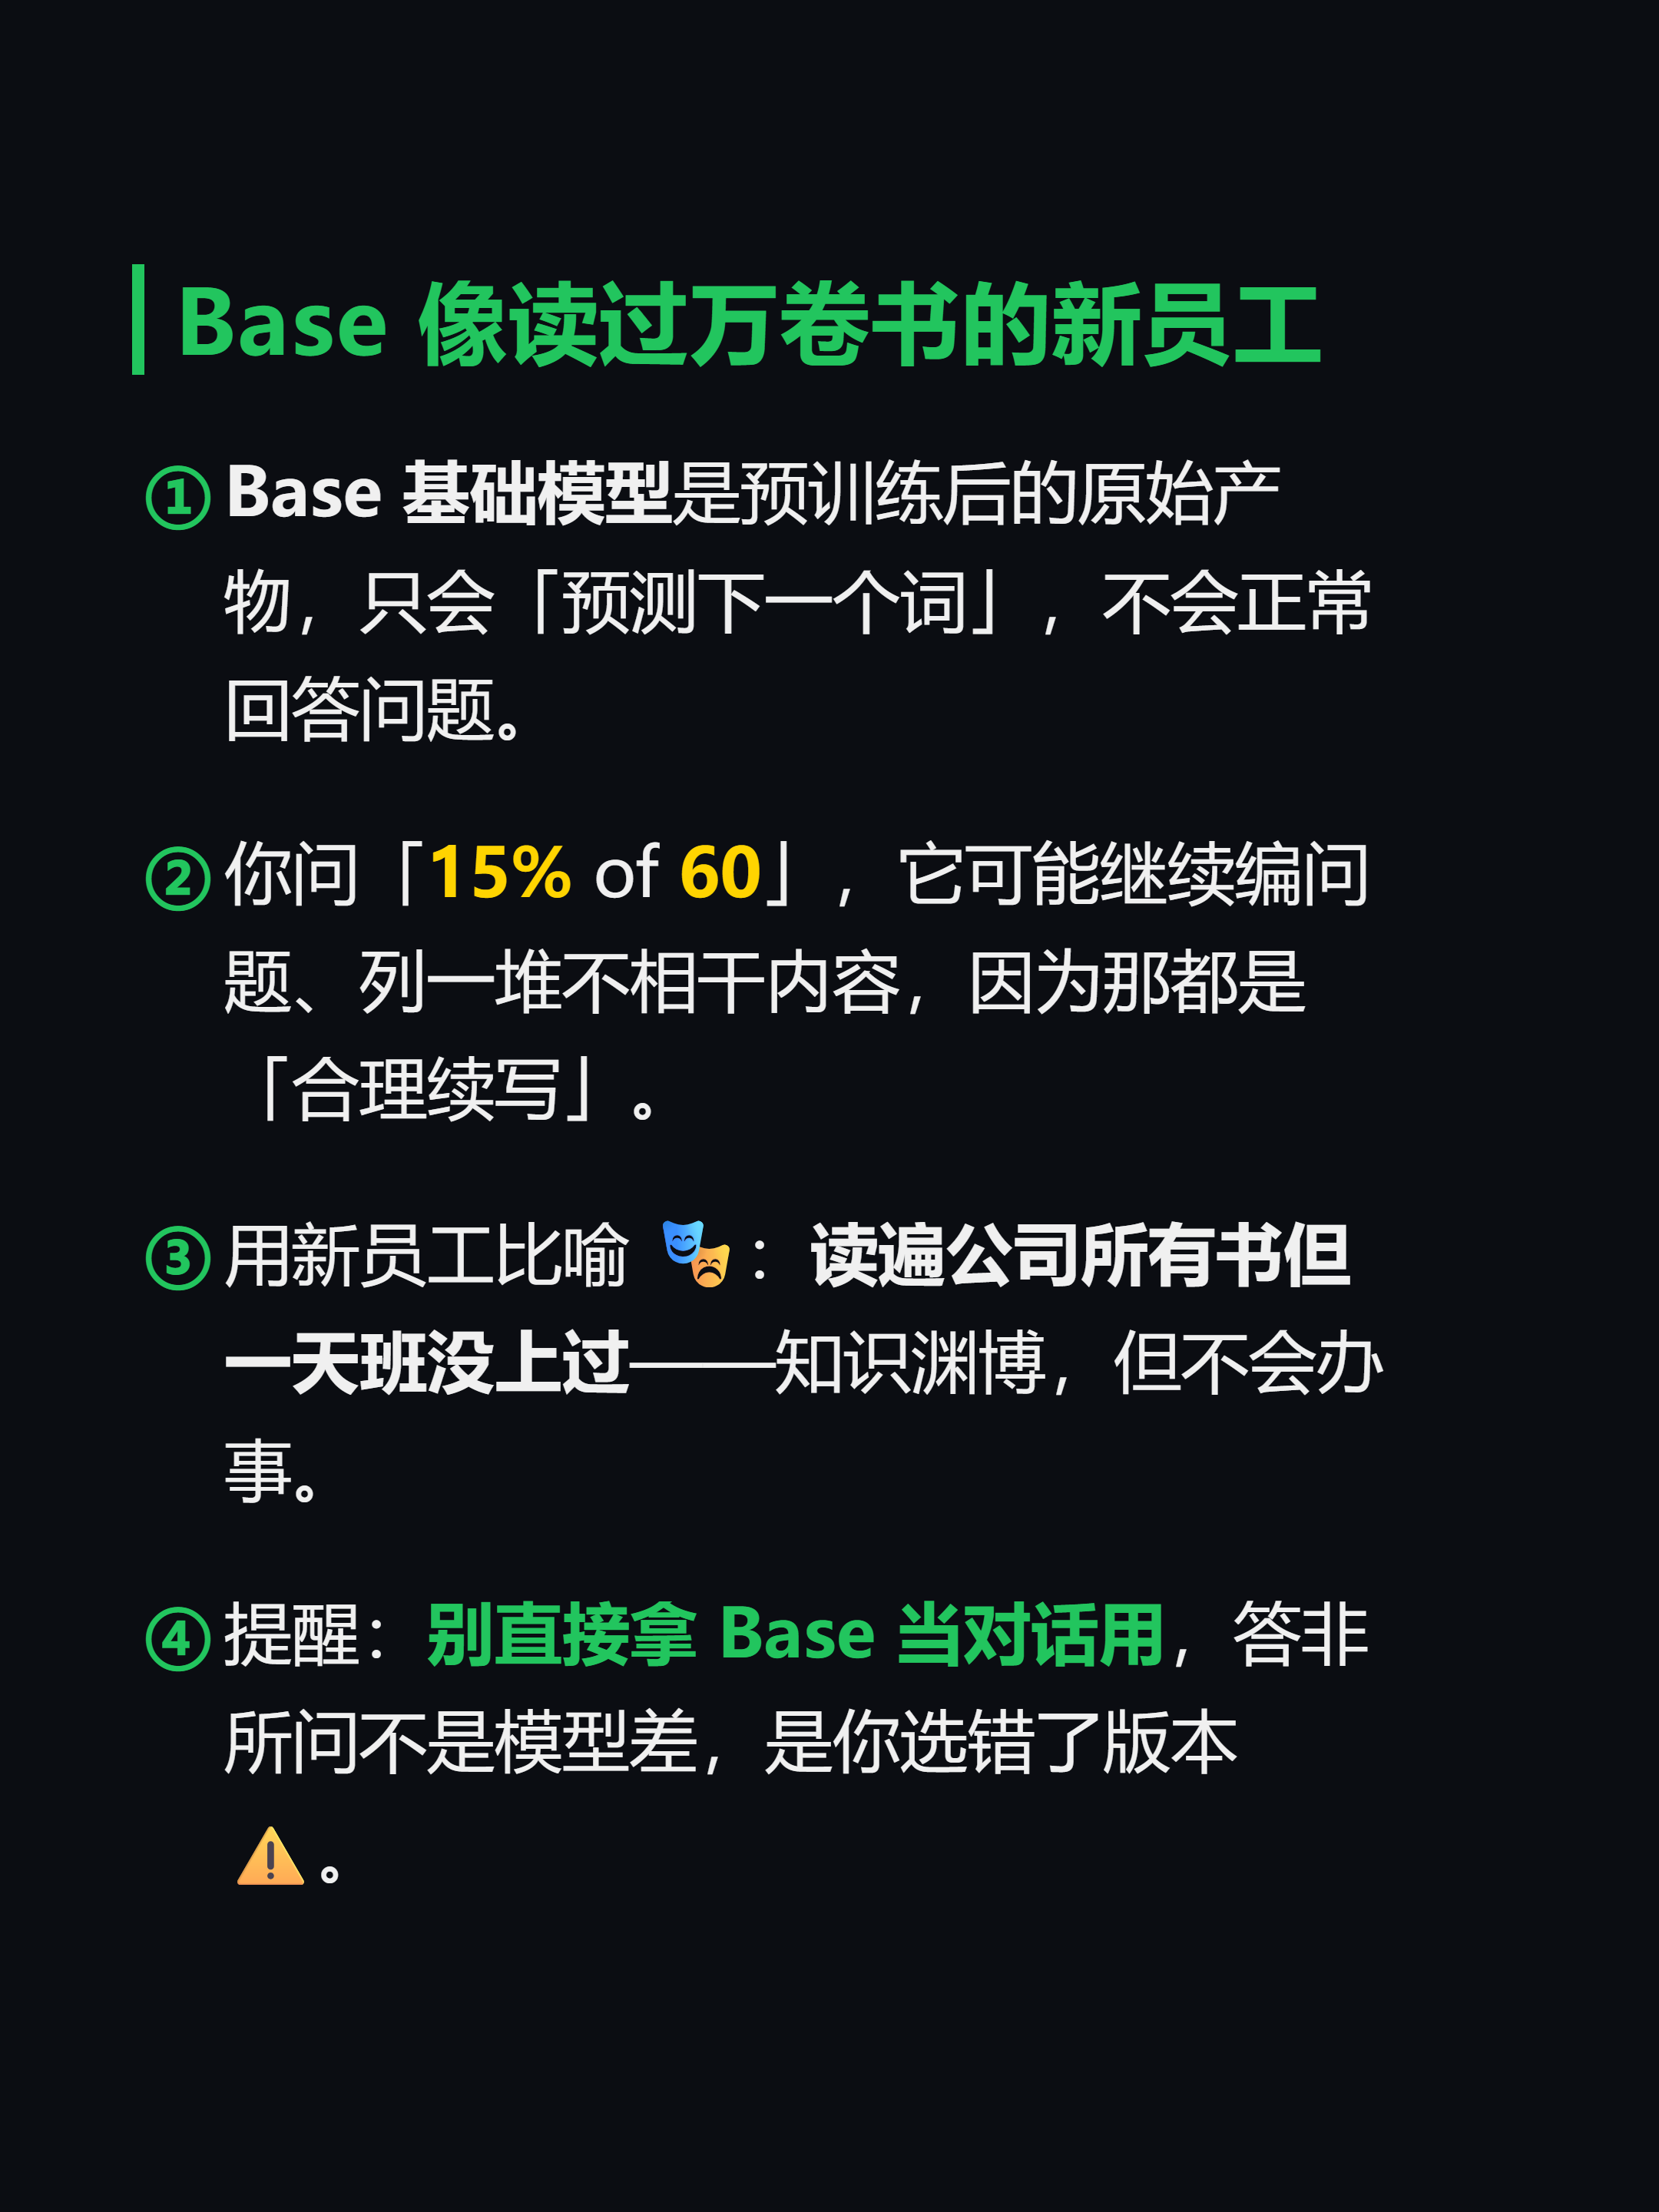 Base 像读过万卷书的新员工
① Base 基础模型是预训练后的原始产
物，只会「预测下一个词」，不会正常
回答问题。
② 你问「15% of 60」，它可能继续编问
题、列一堆不相干内容，因为那都是
「合理续写」。
③ 用新员工比喻 🎭：读遍公司所有书但
一天班没上过——知识渊博，但不会办
事。
④ 提醒：别直接拿 Base 当对话用，答非
所问不是模型差，是你选错了版本
⚠️。